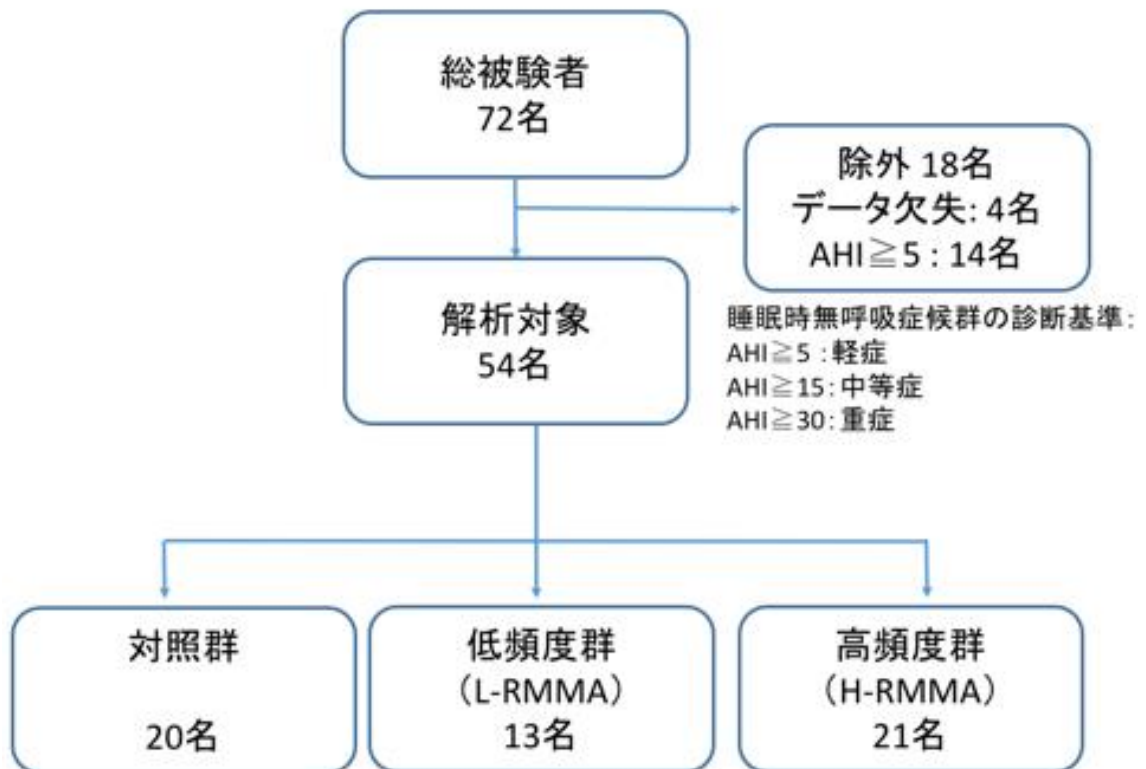 総被験者
72名
除外 18名
データ欠失: 4名
AHI≧5 : 14名
解析対象
54名
睡眠時無呼吸症候群の診断基準:
AHI≧5 : 軽症
AHI≧15: 中等症
AHI≧30: 重症
対照群
20名
低頻度群
(L-RMMA)
13名
高頻度群
(H-RMMA)
21名